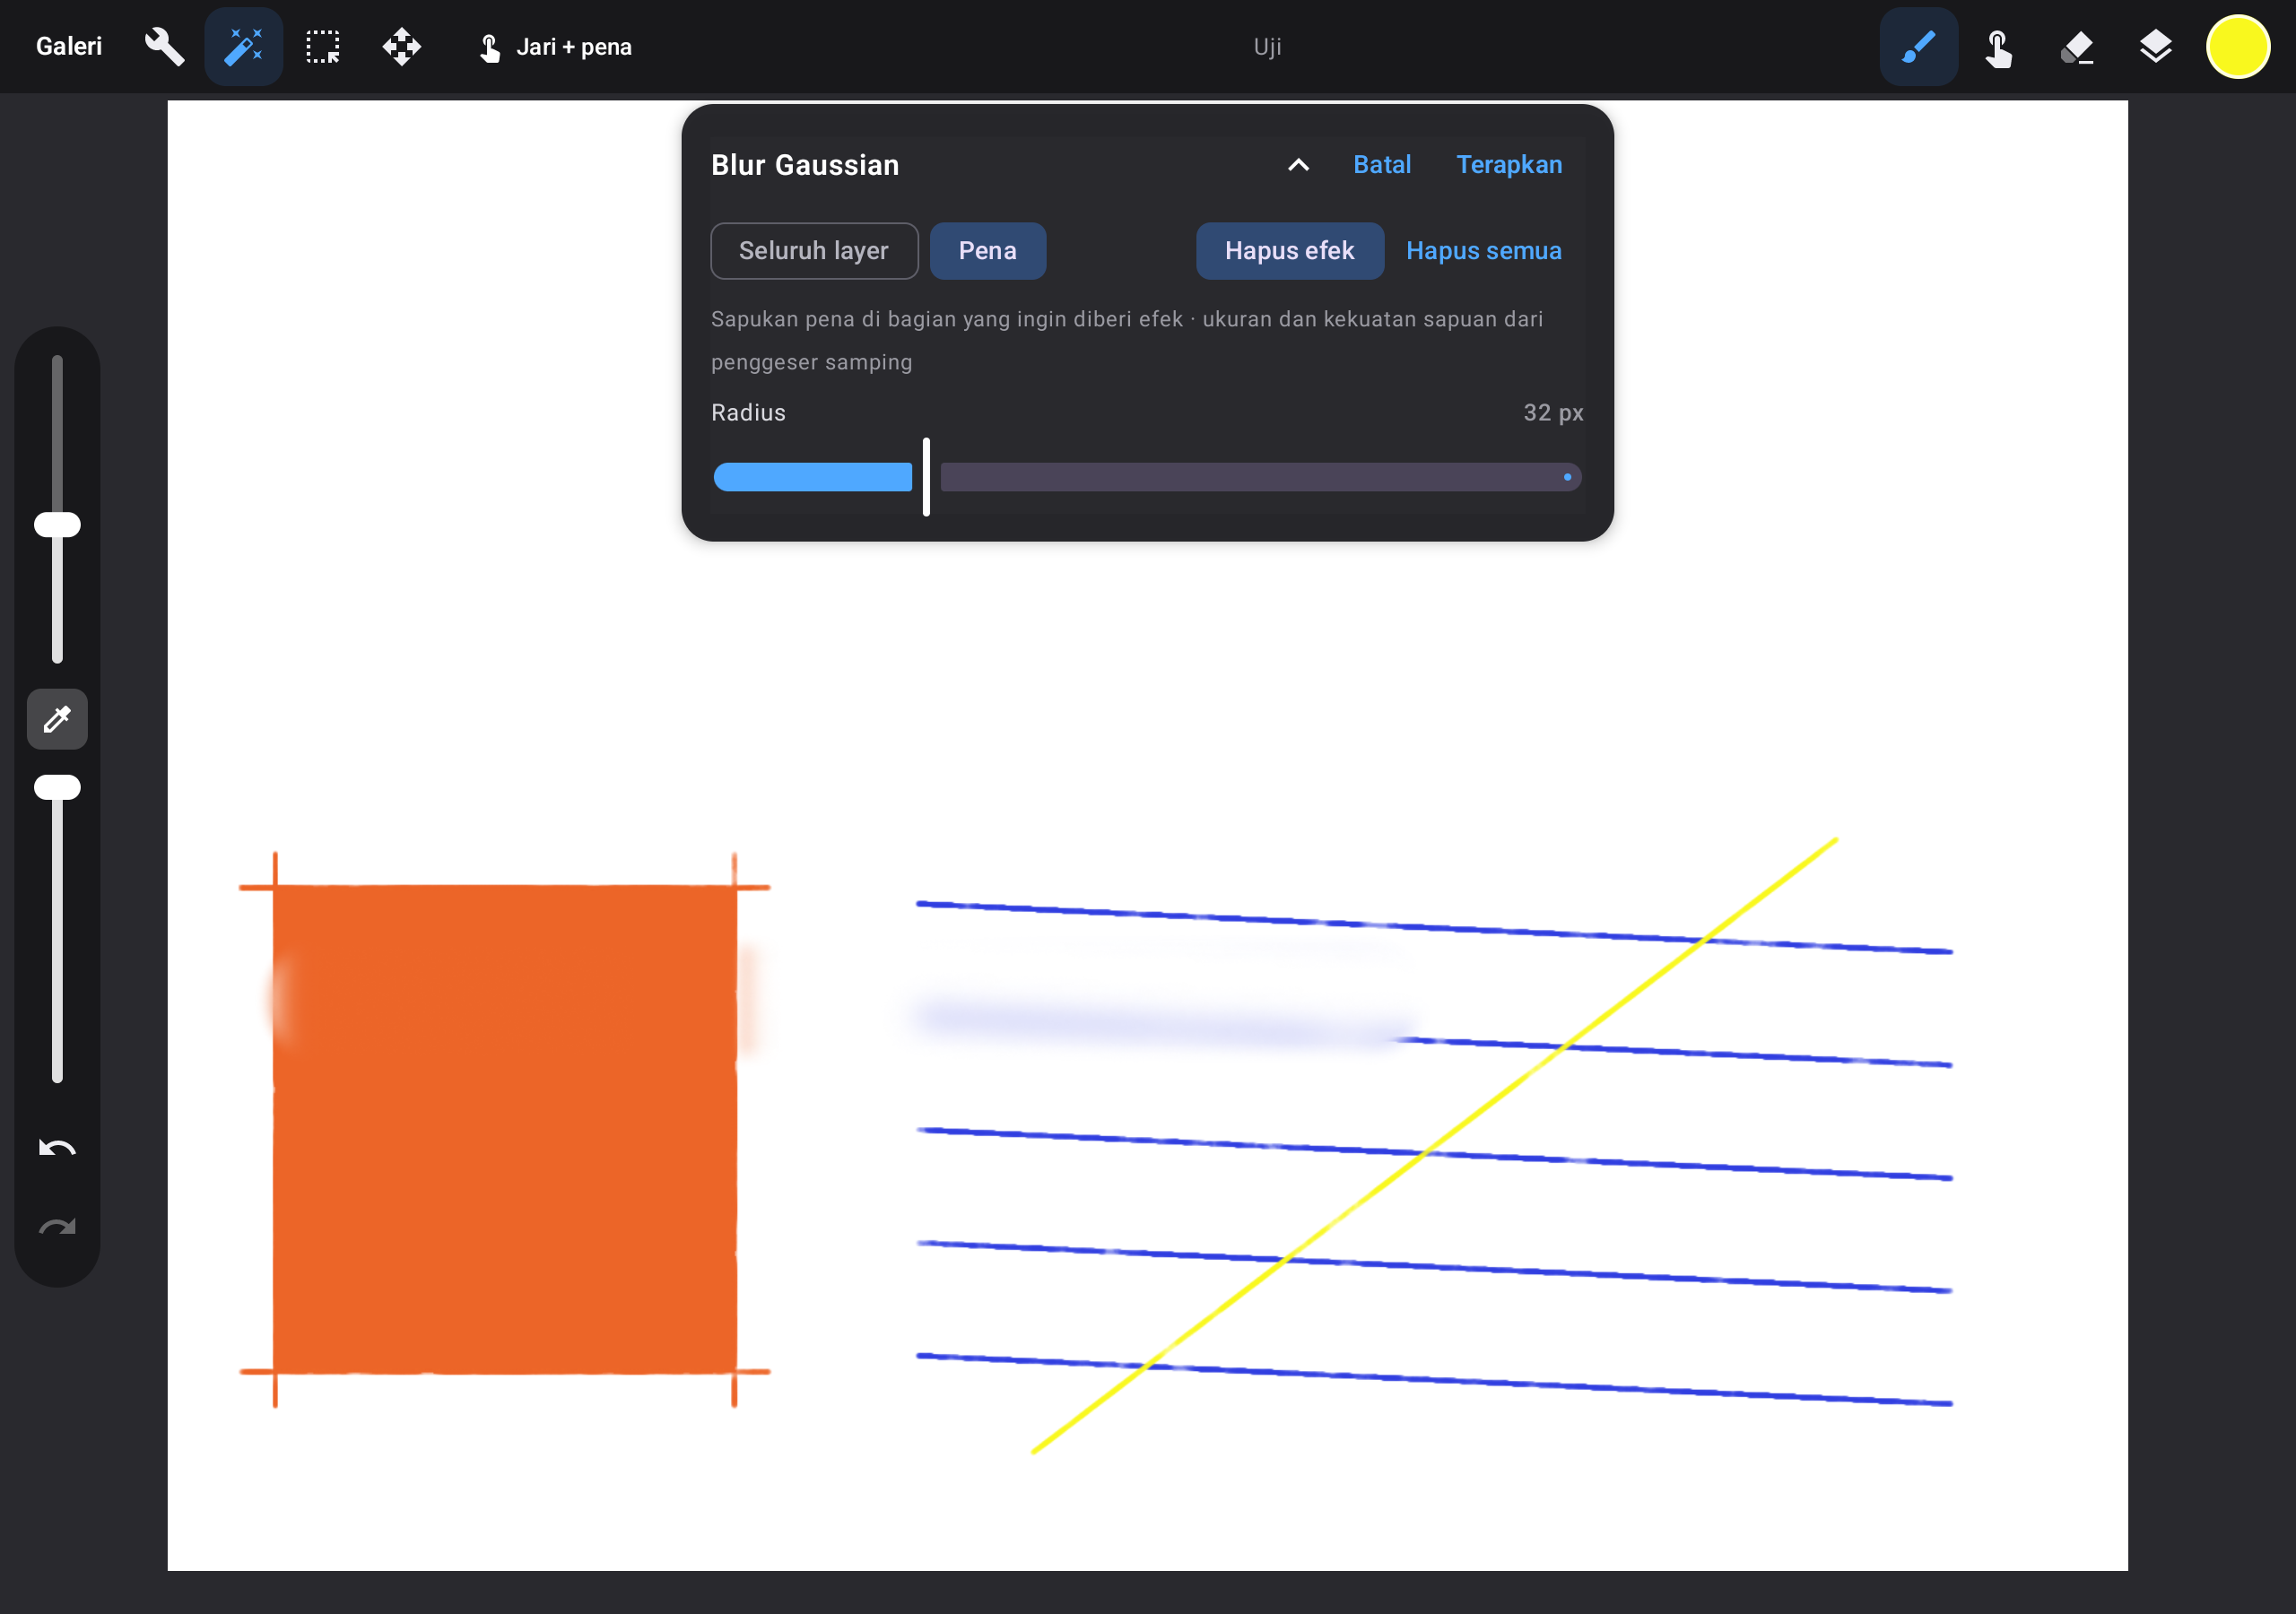 Galeri
Jari + pena
Uji
Blur Gaussian
Batal
Terapkan
Seluruh layer
Pena
Hapus efek
Hapus semua
Sapukan pena di bagian yang ingin diberi efek · ukuran dan kekuatan sapuan dari
penggeser samping
Radius
32 px